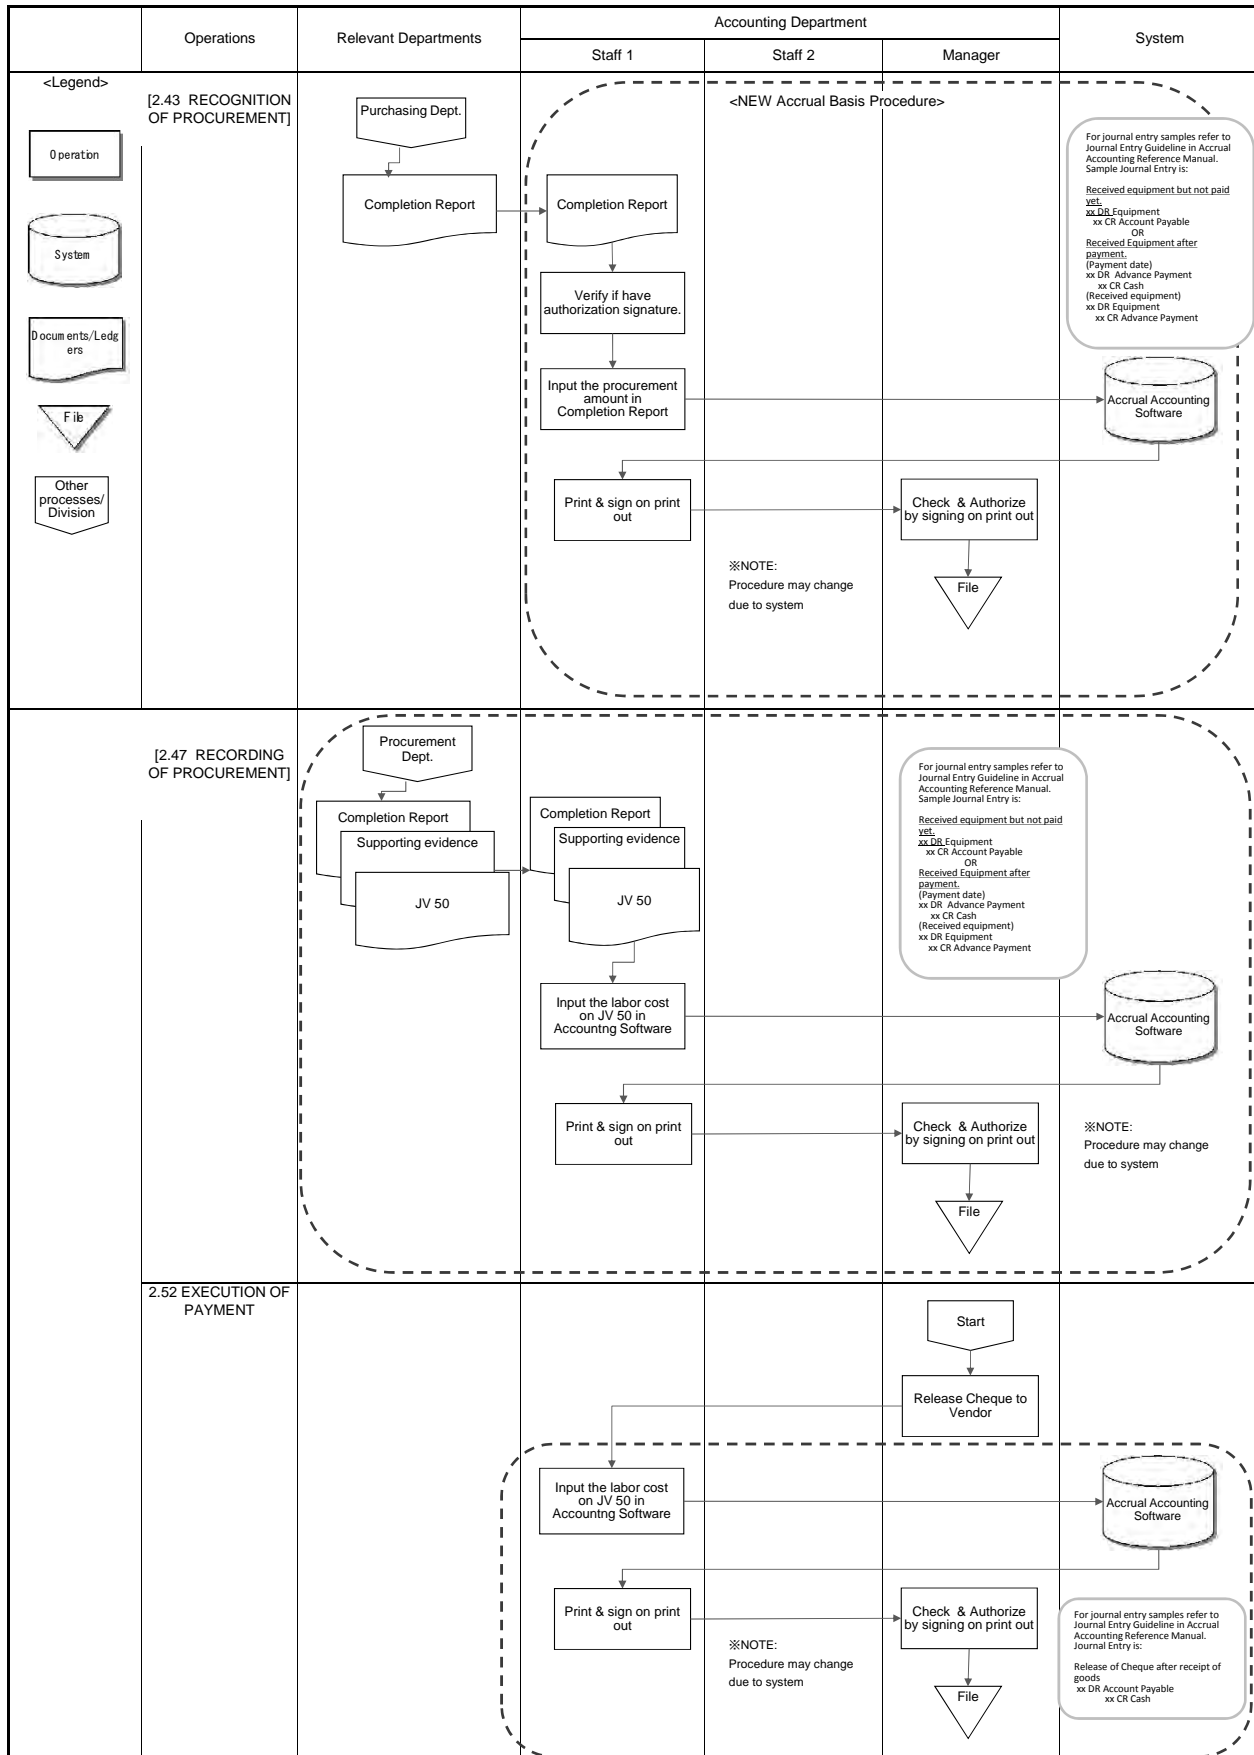 Operations
Relevant Departments
Accounting Department
Staff 1
Staff 2
Manager
System
<Legend>
Operation
System
Documents/Ledg
ers
File
Other
processes/
Division
[2.43 RECOGNITION
OF PROCUREMENT]
Purchasing Dept.
Completion Report
<NEW Accrual Basis Procedure>
Completion Report
Verify if have
authorization signature.
Input the procurement
amount in
Completion Report
Print & sign on print
out
※NOTE:
Procedure may change
due to system
Check & Authorize
by signing on print out
File
For journal entry samples refer to
Journal Entry Guideline in Accrual
Accounting Reference Manual.
Sample Journal Entry is:
Received equipment but not paid
yet.
xx DR Equipment
xx CR Account Payable
OR
Received Equipment after
payment.
(Payment date)
xx DR Advance Payment
xx CR Cash
(Received equipment)
xx DR Equipment
xx CR Advance Payment
Accrual Accounting
Software
[2.47 RECORDING
OF PROCUREMENT]
Procurement
Dept.
Completion Report
Supporting evidence
JV 50
Completion Report
Supporting evidence
JV 50
Input the labor cost
on JV 50 in
Accountng Software
Print & sign on print
out
For journal entry samples refer to
Journal Entry Guideline in Accrual
Accounting Reference Manual.
Sample Journal Entry is:
Received equipment but not paid
yet.
xx DR Equipment
xx CR Account Payable
OR
Received Equipment after
payment.
(Payment date)
xx DR Advance Payment
xx CR Cash
(Received equipment)
xx DR Equipment
xx CR Advance Payment
Accrual Accounting
Software
Check & Authorize
by signing on print out
File
※NOTE:
Procedure may change
due to system
2.52 EXECUTION OF
PAYMENT
Start
Release Cheque to
Vendor
Input the labor cost
on JV 50 in
Accountng Software
Accrual Accounting
Software
Print & sign on print
out
※NOTE:
Procedure may change
due to system
Check & Authorize
by signing on print out
File
For journal entry samples refer to
Journal Entry Guideline in Accrual
Accounting Reference Manual.
Journal Entry is:
Release of Cheque after receipt of
goods
xx DR Account Payable
xx CR Cash